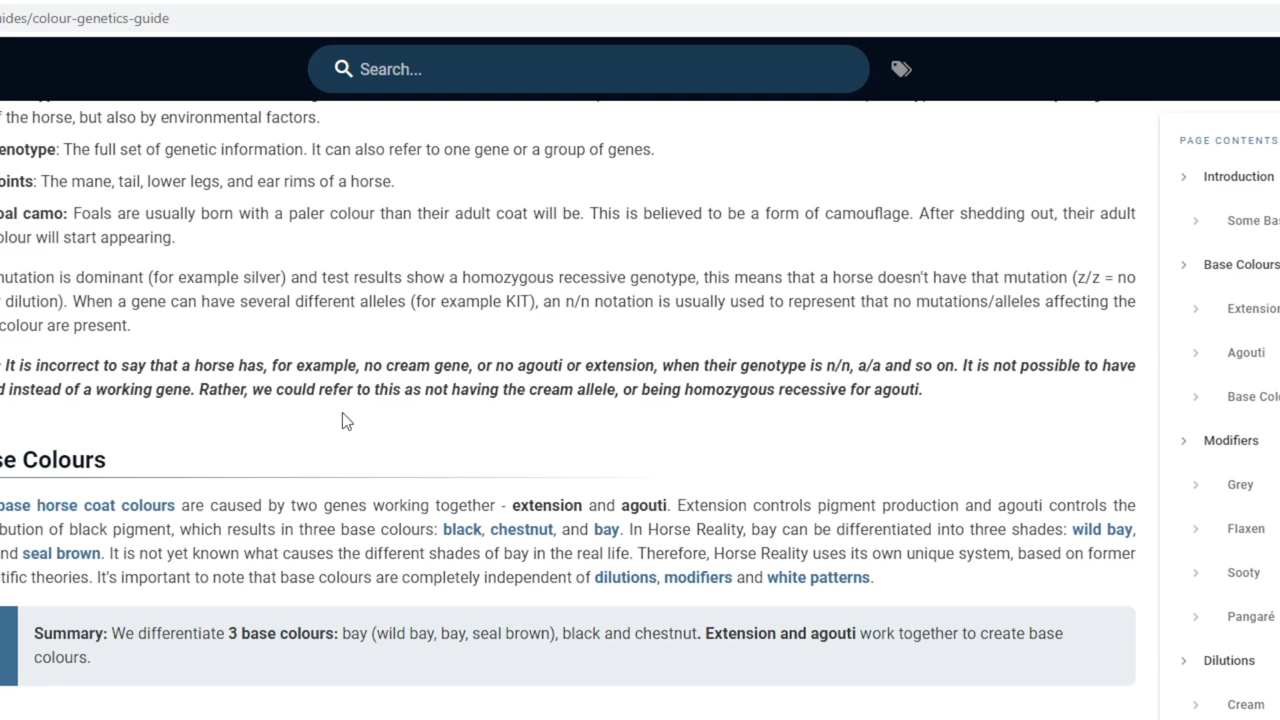 ides/colour-genetics-guide
Search...
f the horse, but also by environmental factors.
enotype: The full set of genetic information. It can also refer to one gene or a group of genes.
oints: The mane, tail, lower legs, and ear rims of a horse.
oal camo: Foals are usually born with a paler colour than their adult coat will be. This is believed to be a form of camouflage. After shedding out, their adult
olour will start appearing.
nutation is dominant (for example silver) and test results show a homozygous recessive genotype, this means that a horse doesn't have that mutation (z/z = no
r dilution). When a gene can have several different alleles (for example KIT), an n/n notation is usually used to represent that no mutations/alleles affecting the
colour are present.
: It is incorrect to say that a horse has, for example, no cream gene, or no agouti or extension, when their genotype is n/n, a/a and so on. It is not possible to have
d instead of a working gene. Rather, we could refer to this as not having the cream allele, or being homozygous recessive for agouti.
se Colours
base horse coat colours are caused by two genes working together - extension and agouti. Extension controls pigment production and agouti controls the
ibution of black pigment, which results in three base colours: black, chestnut, and bay. In Horse Reality, bay can be differentiated into three shades: wild bay,
nd seal brown. It is not yet known what causes the different shades of bay in the real life. Therefore, Horse Reality uses its own unique system, based on former
tific theories. It's important to note that base colours are completely independent of dilutions, modifiers and white patterns.
Summary: We differentiate 3 base colours: bay (wild bay, bay, seal brown), black and chestnut. Extension and agouti work together to create base
colours.
PAGE CONTENTS
Introduction
Some Bas
Base Colours
Extension
Agouti
Base Colo
Modifiers
Grey
Flaxen
Sooty
Pangaré
Dilutions
Cream